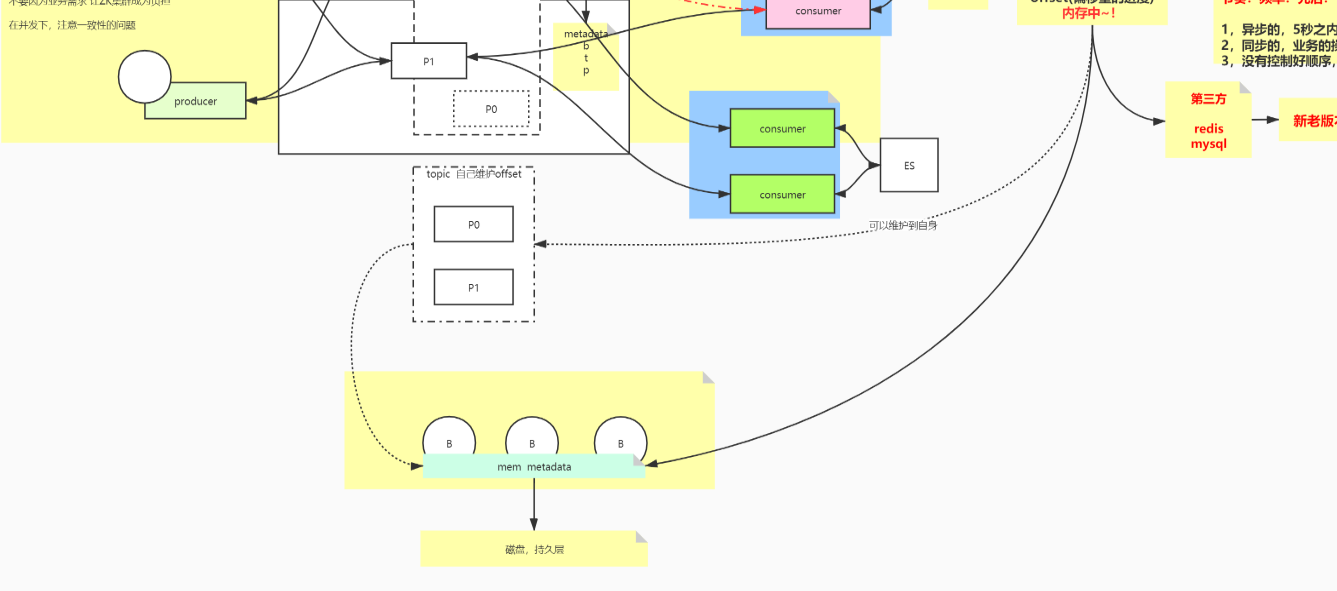 不要因为业务需求 让ZK集群成为负担
在并发下，注意一致性的问题
producer
P1
P0
metadata
b
t
p
consumer
offset(偏移量的进度)
内存中~！
1，异步的，5秒之内
2，同步的，业务的
3，没有控制好顺序，
第三方
redis
mysql
新老版本
consumer
consumer
ES
topic 自己维护offset
P0
P1
可以维护到自身
B
B
B
mem metadata
磁盘，持久层